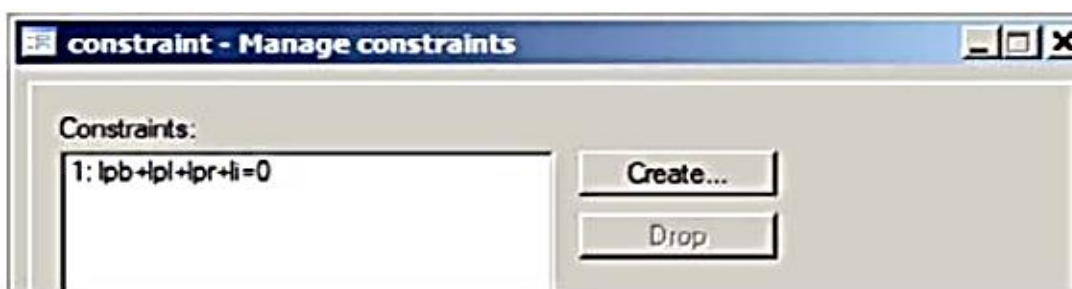 constraint - Manage constraints
Constraints:
1: lpb+lpl+lpr+li=0
Create...
Drop